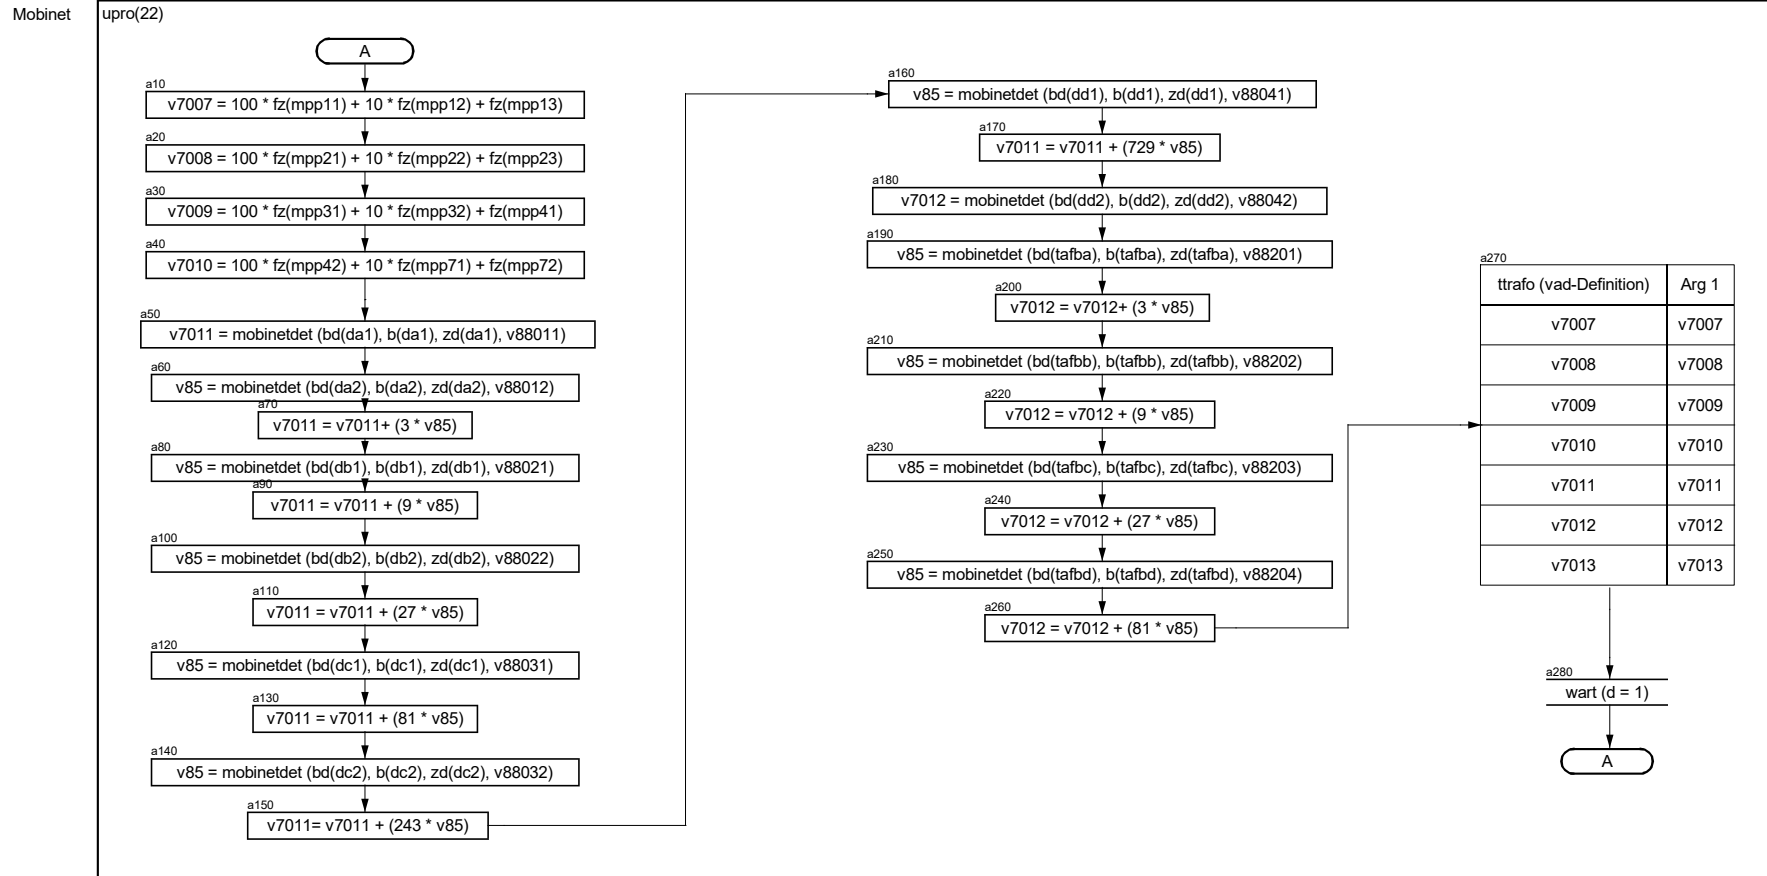 Mobinet
upro(22)
A
a10
v7007 = 100 * fz(mpp11) + 10 * fz(mpp12) + fz(mpp13)
a20
v7008 = 100 * fz(mpp21) + 10 * fz(mpp22) + fz(mpp23)
a30
v7009 = 100 * fz(mpp31) + 10 * fz(mpp32) + fz(mpp41)
a40
v7010 = 100 * fz(mpp42) + 10 * fz(mpp71) + fz(mpp72)
a50
v7011 = mobinetdet (bd(da1), b(da1), zd(da1), v88011)
a60
v85 = mobinetdet (bd(da2), b(da2), zd(da2), v88012)
a70
v7011 = v7011+ (3 * v85)
a80
v85 = mobinetdet (bd(db1), b(db1), zd(db1), v88021)
a90
v7011 = v7011 + (9 * v85)
a100
v85 = mobinetdet (bd(db2), b(db2), zd(db2), v88022)
a110
v7011 = v7011 + (27 * v85)
a120
v85 = mobinetdet (bd(dc1), b(dc1), zd(dc1), v88031)
a130
v7011 = v7011 + (81 * v85)
a140
v85 = mobinetdet (bd(dc2), b(dc2), zd(dc2), v88032)
a150
v7011= v7011 + (243 * v85)
a160
v85 = mobinetdet (bd(dd1), b(dd1), zd(dd1), v88041)
a170
v7011 = v7011 + (729 * v85)
a180
v7012 = mobinetdet (bd(dd2), b(dd2), zd(dd2), v88042)
a190
v85 = mobinetdet (bd(tafba), b(tafba), zd(tafba), v88201)
a200
v7012 = v7012+ (3 * v85)
a210
v85 = mobinetdet (bd(tafbb), b(tafbb), zd(tafbb), v88202)
a220
v7012 = v7012 + (9 * v85)
a230
v85 = mobinetdet (bd(tafbc), b(tafbc), zd(tafbc), v88203)
a240
v7012 = v7012 + (27 * v85)
a250
v85 = mobinetdet (bd(tafbd), b(tafbd), zd(tafbd), v88204)
a260
v7012 = v7012 + (81 * v85)
a270
ttrafo (vad-Definition) Arg 1
v7007 v7007
v7008 v7008
v7009 v7009
v7010 v7010
v7011 v7011
v7012 v7012
v7013 v7013
a280
wart (d = 1)
A